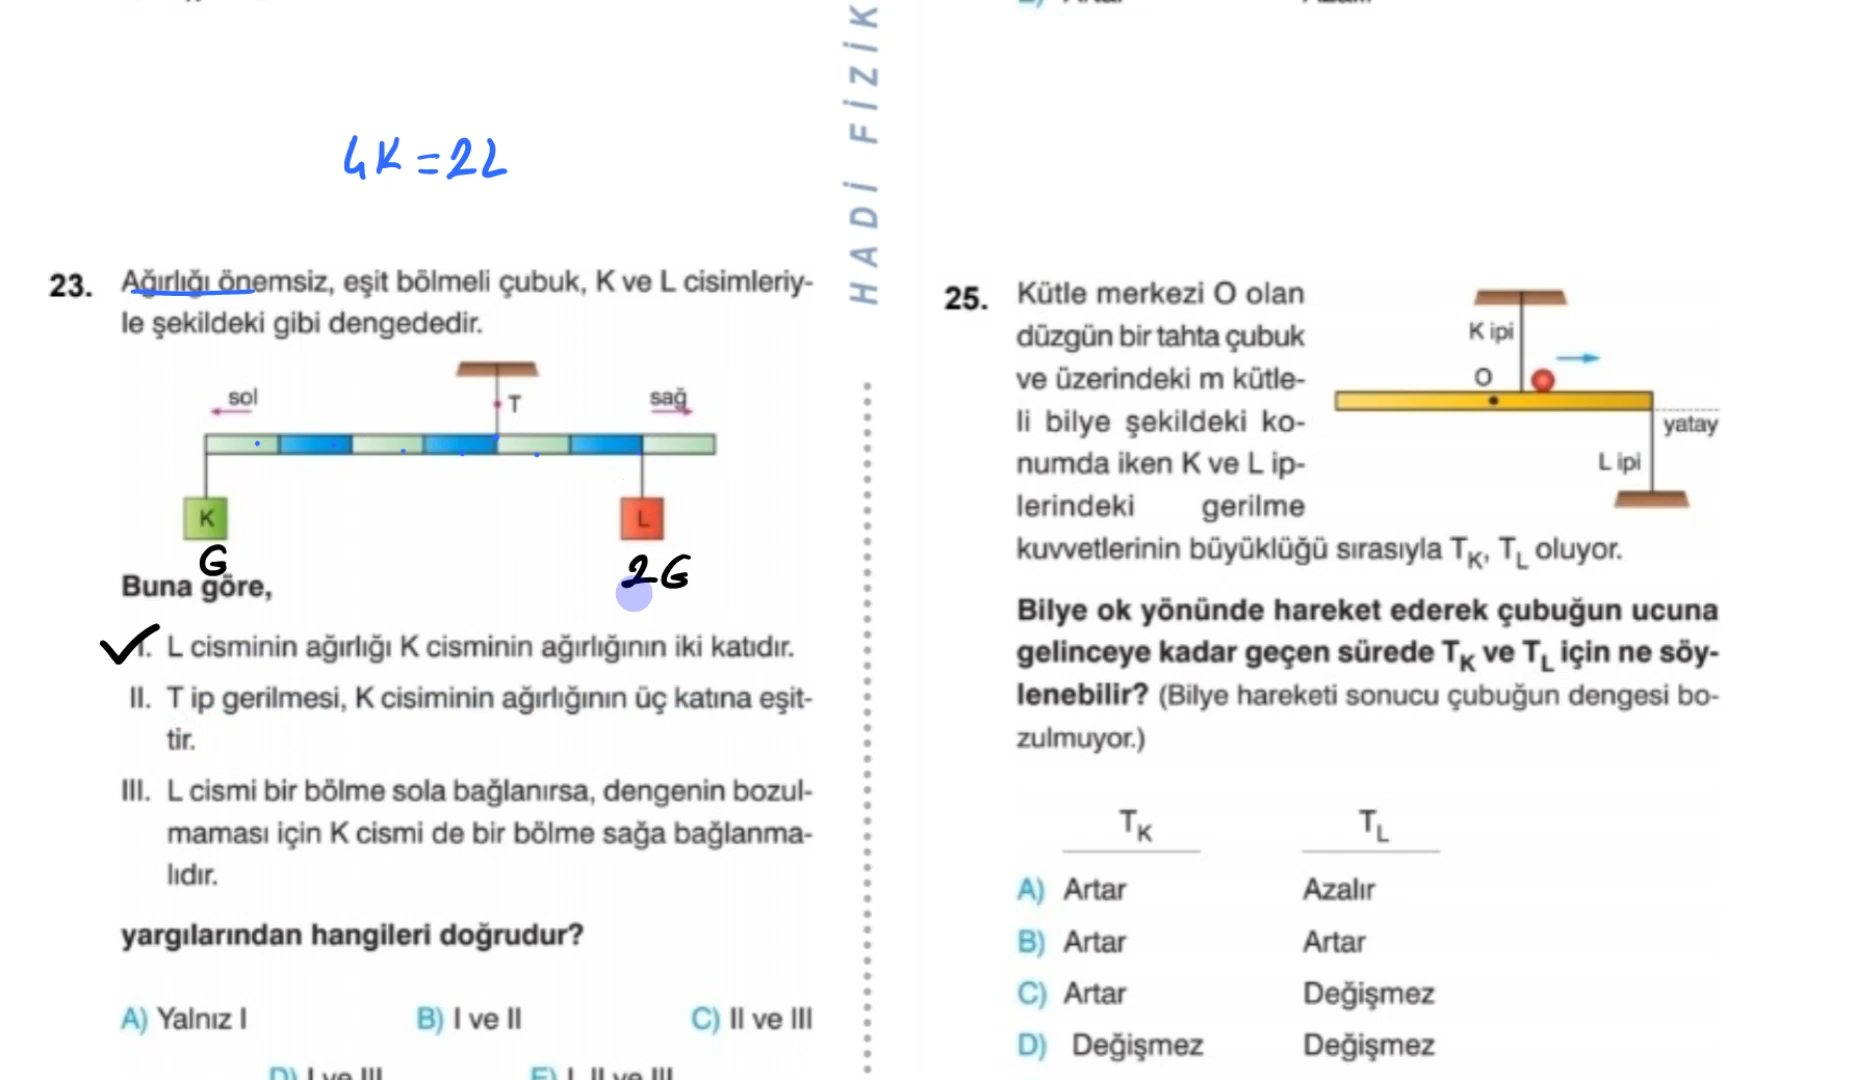 4K=2L
23. Ağırlığı önemsiz, eşit bölmeli çubuk, K ve L cisimleriy-
le şekildeki gibi dengededir.
sol
T
sağ
K
L
G
2G
Buna göre,
I. L cisminin ağırlığı K cisminin ağırlığının iki katıdır.
II. T ip gerilmesi, K cisiminin ağırlığının üç katına eşit-
tir.
III. L cismi bir bölme sola bağlanırsa, dengenin bozul-
maması için K cismi de bir bölme sağa bağlanma-
lıdır.
yargılarından hangileri doğrudur?
A) Yalnız I
B) I ve II
C) II ve III
D) I ve III
E) I, II ve III
HADİ FİZİK
25. Kütle merkezi O olan
düzgün bir tahta çubuk
ve üzerindeki m kütle-
li bilye şekildeki ko-
numda iken K ve L ip-
lerindeki gerilme
kuvvetlerinin büyüklüğü sırasıyla TK, TL oluyor.
K ipi
O
yatay
L ipi
Bilye ok yönünde hareket ederek çubuğun ucuna
gelinceye kadar geçen sürede TK ve TL için ne söy-
lenebilir? (Bilye hareketi sonucu çubuğun dengesi bo-
zulmuyor.)
TK TL
A) Artar Azalır
B) Artar Artar
C) Artar Değişmez
D) Değişmez Değişmez